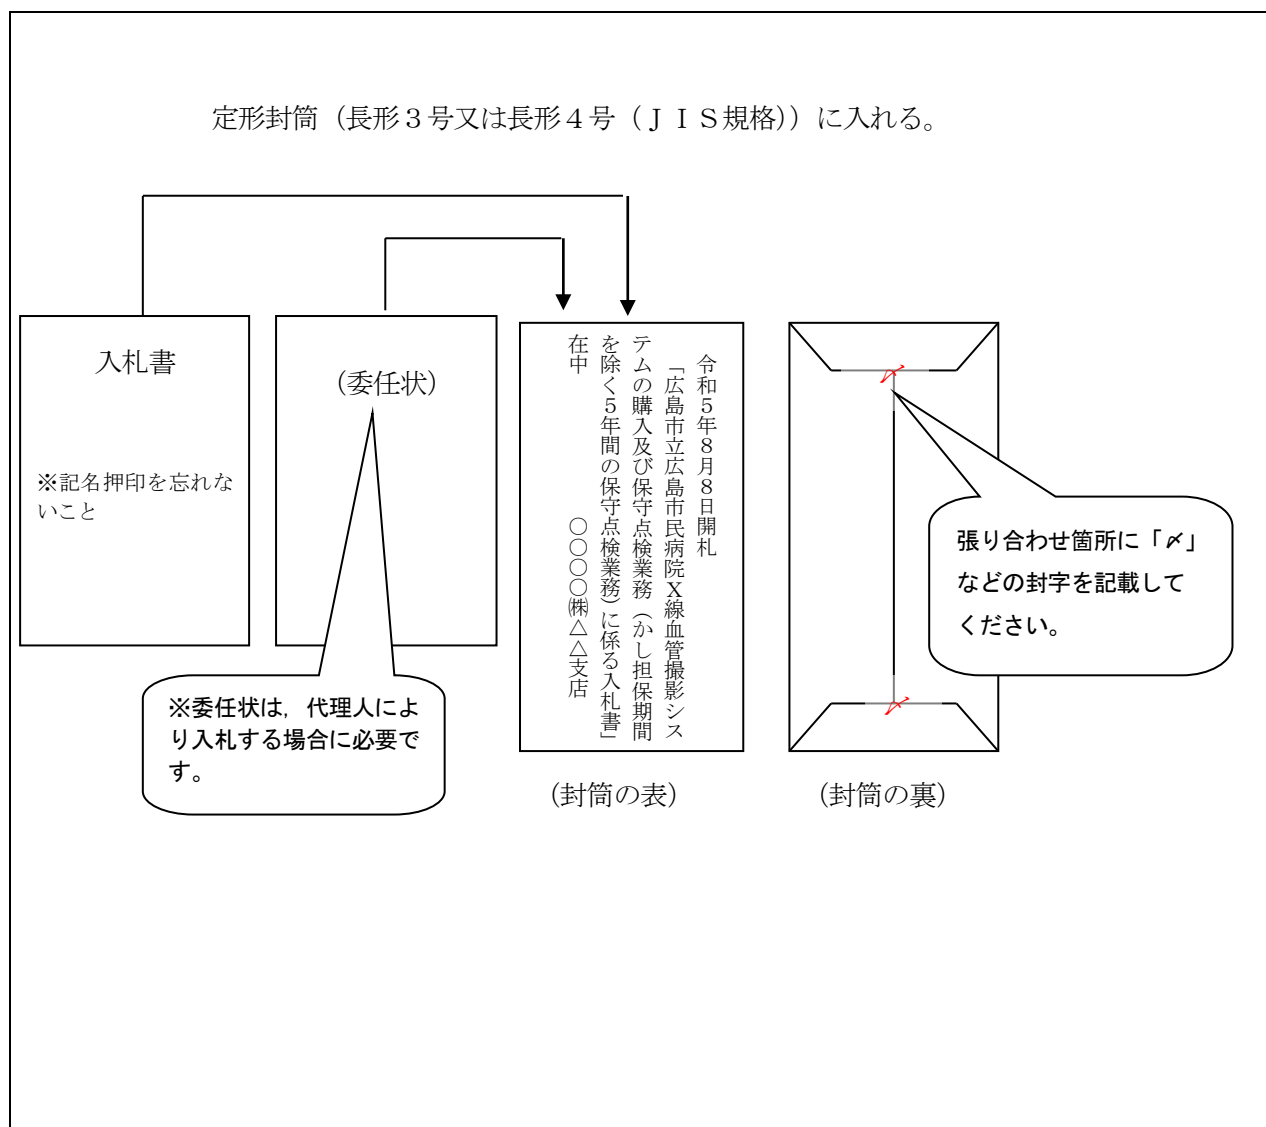 定形封筒（長形３号又は長形４号（ＪＩＳ規格））に入れる。
入札書
※記名押印を忘れな
いこと
（委任状）
※委任状は，代理人によ
り入札する場合に必要で
す。
令和５年８月８日開札
「広島市立広島市民病院Ｘ線血管撮影シス
テムの購入及び保守点検業務（かし担保期間
を除く５年間の保守点検業務）に係る入札書」
在中
○○○○㈱△△支店
（封筒の表）
〆
〆
張り合わせ箇所に「〆」
などの封字を記載して
ください。
（封筒の裏）